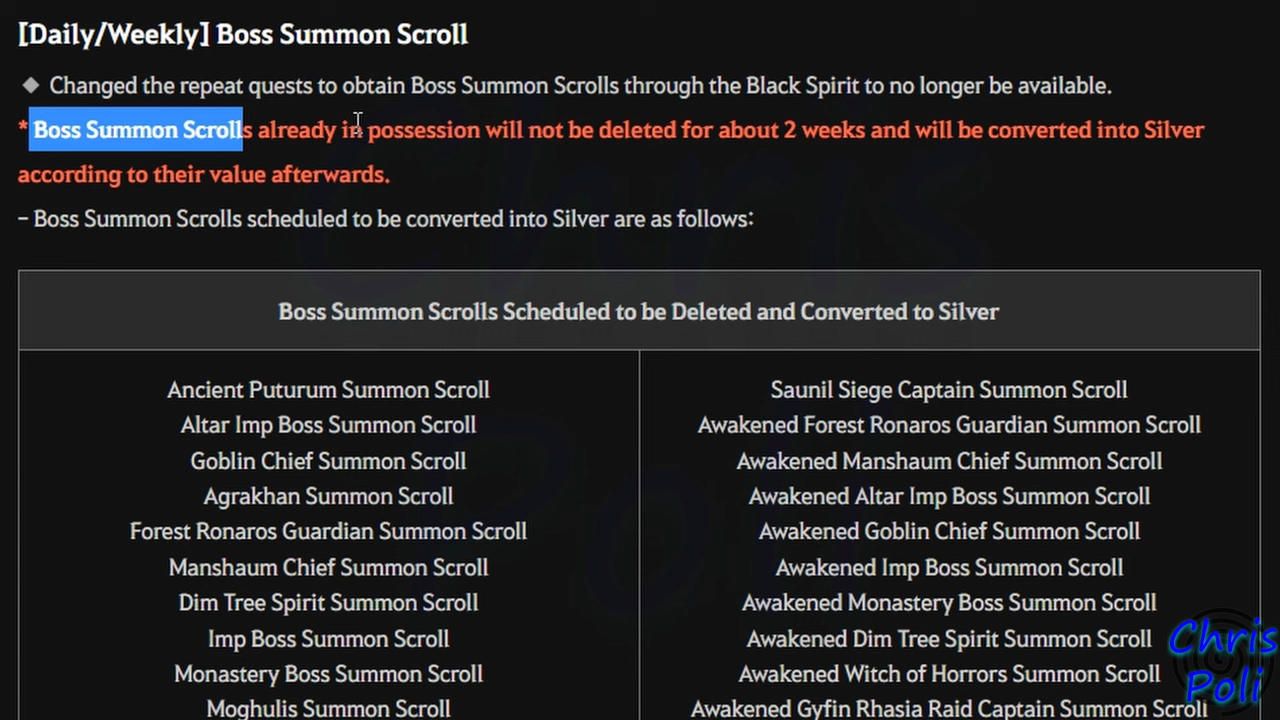 [Daily/Weekly] Boss Summon Scroll
◆ Changed the repeat quests to obtain Boss Summon Scrolls through the Black Spirit to no longer be available.
* Boss Summon Scrolls already in possession will not be deleted for about 2 weeks and will be converted into Silver
according to their value afterwards.
– Boss Summon Scrolls scheduled to be converted into Silver are as follows:
Boss Summon Scrolls Scheduled to be Deleted and Converted to Silver
Ancient Puturum Summon Scroll
Altar Imp Boss Summon Scroll
Goblin Chief Summon Scroll
Agrakhan Summon Scroll
Forest Ronaros Guardian Summon Scroll
Manshaum Chief Summon Scroll
Dim Tree Spirit Summon Scroll
Imp Boss Summon Scroll
Monastery Boss Summon Scroll
Moghulis Summon Scroll
Saunil Siege Captain Summon Scroll
Awakened Forest Ronaros Guardian Summon Scroll
Awakened Manshaum Chief Summon Scroll
Awakened Altar Imp Boss Summon Scroll
Awakened Goblin Chief Summon Scroll
Awakened Imp Boss Summon Scroll
Awakened Monastery Boss Summon Scroll
Awakened Dim Tree Spirit Summon Scroll
Awakened Witch of Horrors Summon Scroll
Awakened Gyfin Rhasia Raid Captain Summon Scroll
Chris
Poli